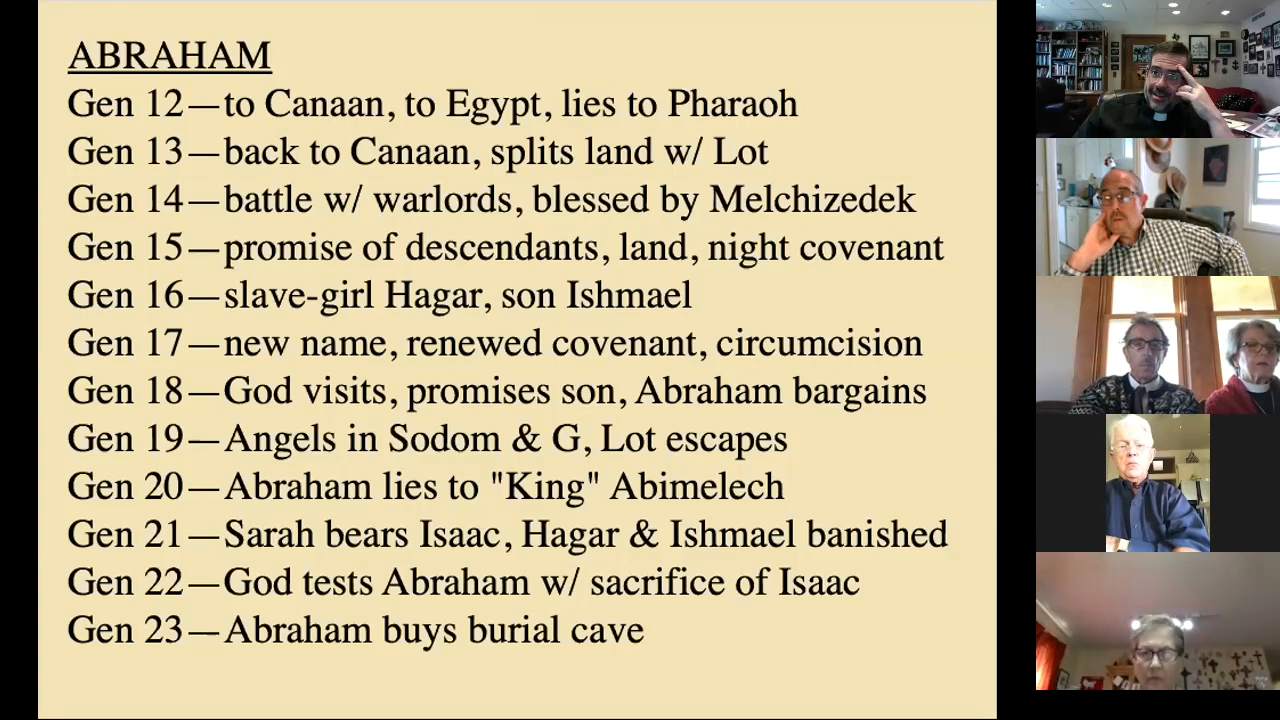 ABRAHAM
Gen 12—to Canaan, to Egypt, lies to Pharaoh
Gen 13—back to Canaan, splits land w/ Lot
Gen 14—battle w/ warlords, blessed by Melchizedek
Gen 15—promise of descendants, land, night covenant
Gen 16—slave-girl Hagar, son Ishmael
Gen 17—new name, renewed covenant, circumcision
Gen 18—God visits, promises son, Abraham bargains
Gen 19—Angels in Sodom & G, Lot escapes
Gen 20—Abraham lies to "King" Abimelech
Gen 21—Sarah bears Isaac, Hagar & Ishmael banished
Gen 22—God tests Abraham w/ sacrifice of Isaac
Gen 23—Abraham buys burial cave